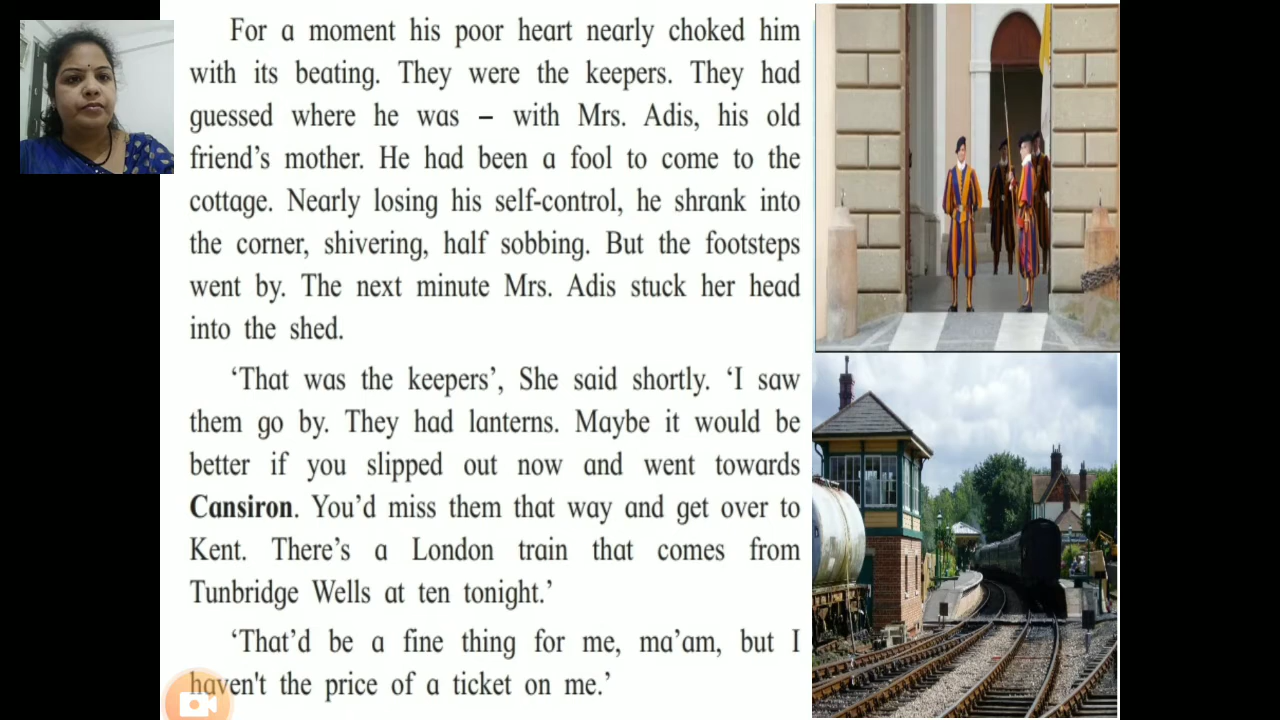 For a moment his poor heart nearly choked him
with its beating. They were the keepers. They had
guessed where he was – with Mrs. Adis, his old
friend's mother. He had been a fool to come to the
cottage. Nearly losing his self-control, he shrank into
the corner, shivering, half sobbing. But the footsteps
went by. The next minute Mrs. Adis stuck her head
into the shed.
‘That was the keepers’, She said shortly. ‘I saw
them go by. They had lanterns. Maybe it would be
better if you slipped out now and went towards
Cansiron. You’d miss them that way and get over to
Kent. There’s a London train that comes from
Tunbridge Wells at ten tonight.’
‘That’d be a fine thing for me, ma’am, but I
haven't the price of a ticket on me.’